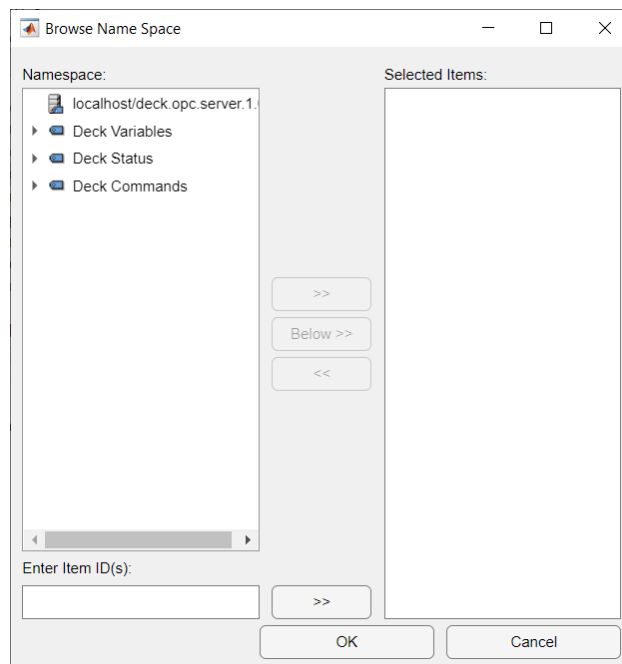 Browse Name Space
Namespace:
Selected Items:
localhost/deck.opc.server.1.
Deck Variables
Deck Status
Deck Commands
>>
Below >>
<<
Enter Item ID(s):
>>
OK
Cancel